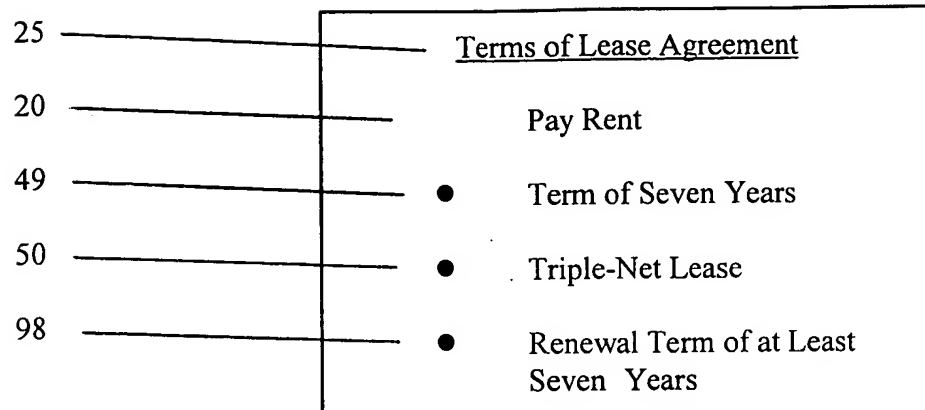 25 Terms of Lease Agreement
20 Pay Rent
49 ● Term of Seven Years
50 ● Triple-Net Lease
98 ● Renewal Term of at Least
Seven Years